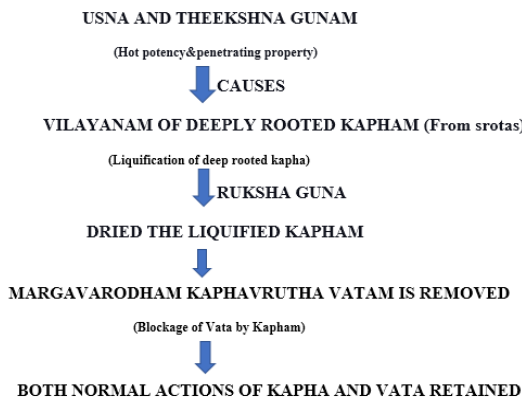 USNA AND THEEKSHNA GUNAM
(Hot potency&penetrating property)
CAUSES
VILAYANAM OF DEEPLY ROOTED KAPHAM (From srotas)
(Liquification of deep rooted kapha)
RUKSHA GUNA
DRIED THE LIQUIFIED KAPHAM
MARGAVARODHAM KAPHAVRUTHA VATAM IS REMOVED
(Blockage of Vata by Kapham)
BOTH NORMAL ACTIONS OF KAPHA AND VATA RETAINED